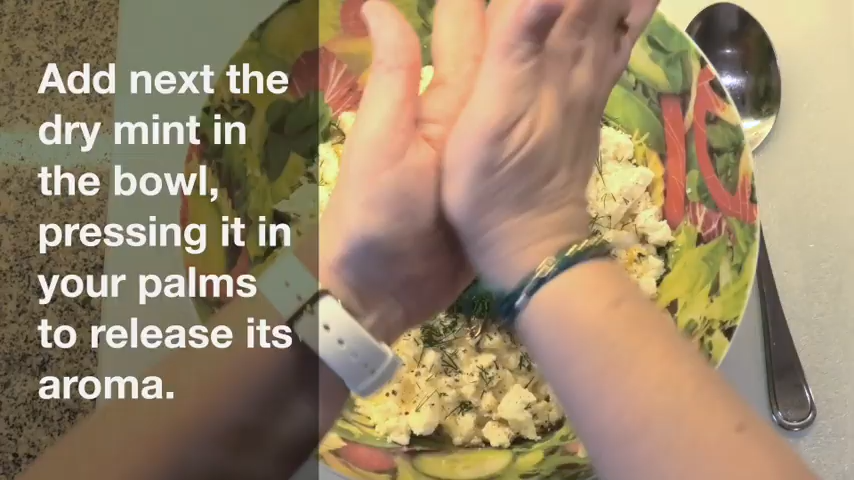 Add next the
dry mint in
the bowl,
pressing it in
your palms
to release its
aroma.